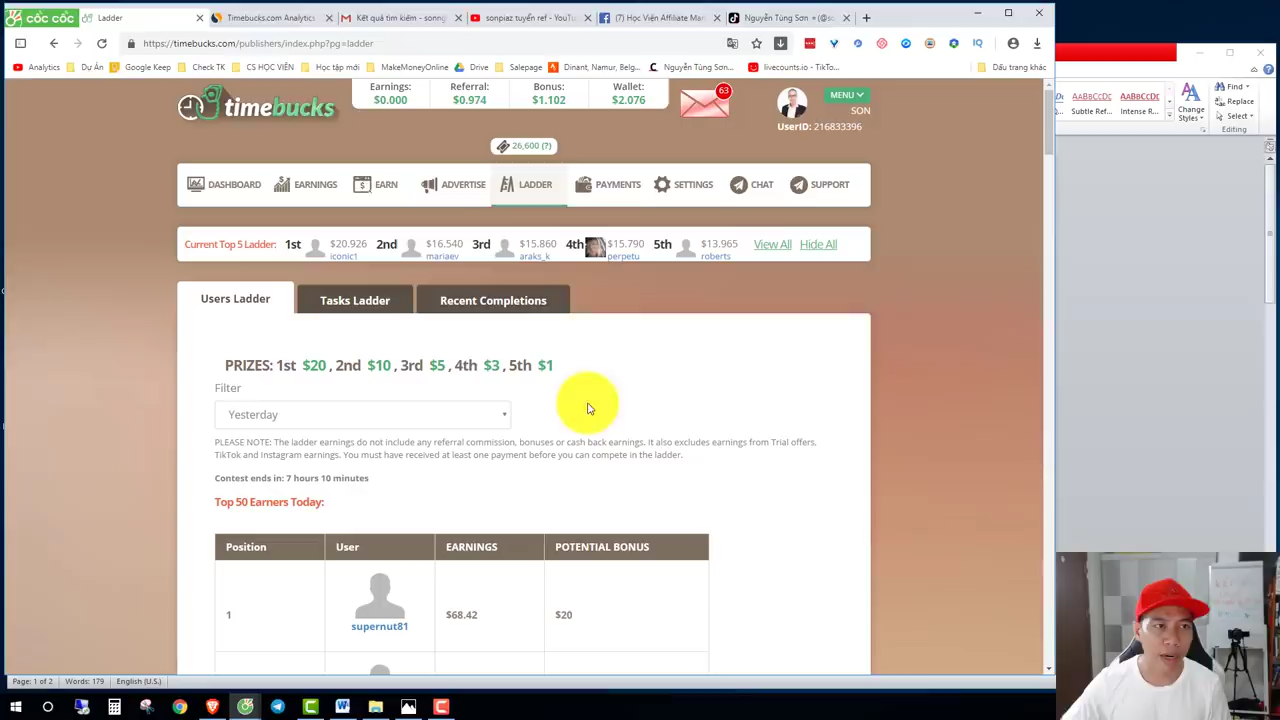 CỐC CỐC
Ladder
Timebucks.com Analytics
Kết quả tìm kiếm - sonng
sonpiaz tuyển ref - YouTu
(7) Học Viện Affiliate Mar
Nguyễn Tùng Sơn
https://timebucks.com/publishers/index.php?pg=ladder
Analytics
Dự Án
Google Keep
Check TK
CS HỌC VIÊN
Học tập mới
MakeMoneyOnline
Drive
Salepage
Dinant, Namur, Belg...
Nguyễn Tùng Sơn...
livecounts.io - TikTo...
Dấu trang khác
timebucks
Earnings:
$0.000
Referral:
$0.974
Bonus:
$1.102
Wallet:
$2.076
63
MENU
SON
UserID: 216833396
26,600 (?)
DASHBOARD
EARNINGS
EARN
ADVERTISE
LADDER
PAYMENTS
SETTINGS
CHAT
SUPPORT
Current Top 5 Ladder:
1st $20.926
iconic1
2nd $16.540
mariaev
3rd $15.860
araks_k
4th $15.790
perpetu
5th $13.965
roberts
View All Hide All
Users Ladder
Tasks Ladder
Recent Completions
PRIZES: 1st $20 , 2nd $10 , 3rd $5 , 4th $3 , 5th $1
Filter
Yesterday
PLEASE NOTE: The ladder earnings do not include any referral commission, bonuses or cash back earnings. It also excludes earnings from Trial offers,
TikTok and Instagram earnings. You must have received at least one payment before you can compete in the ladder.
Contest ends in: 7 hours 10 minutes
Top 50 Earners Today:
Position User EARNINGS POTENTIAL BONUS
1 $68.42 $20
supernut81
AaBbCcDc
Subtle Ref...
AaBbCcDc
Intense R...
Change
Styles
Find
Replace
Select
Editing
Page: 1 of 2
Words: 179
English (U.S.)